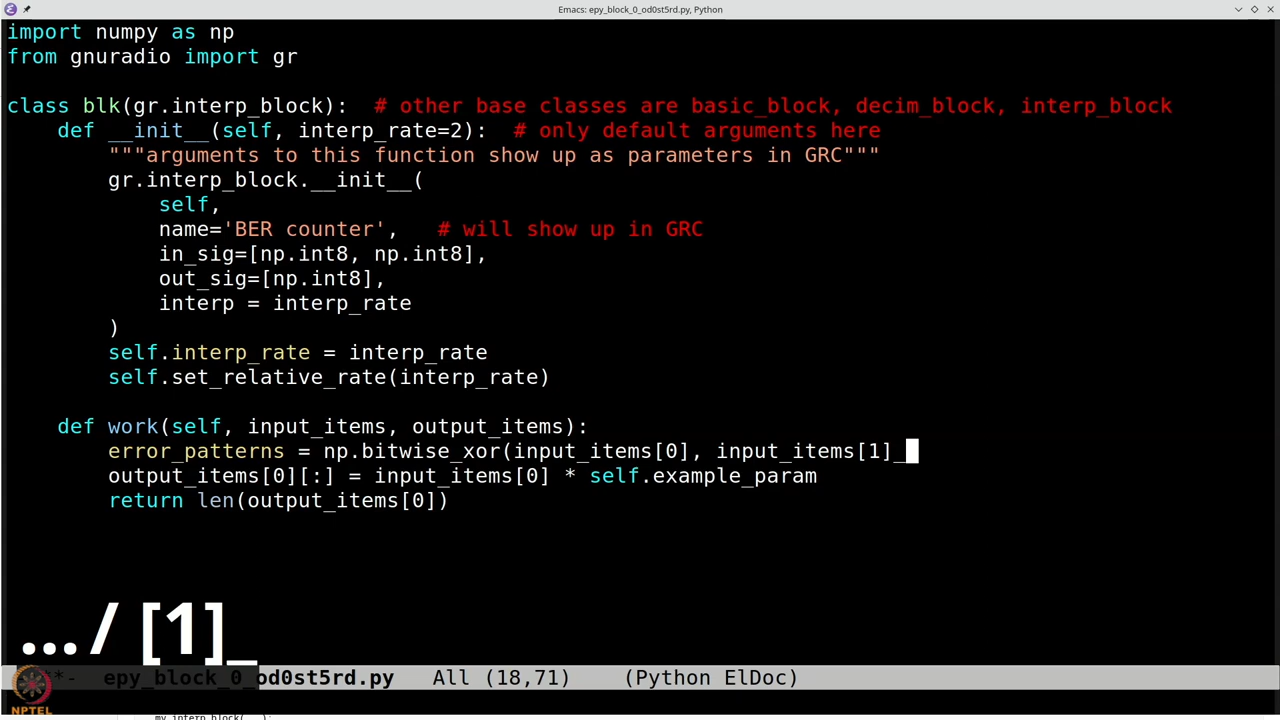 Emacs: epy_block_0_od0st5rd.py, Python
import numpy as np
from gnuradio import gr
class blk(gr.interp_block):  # other base classes are basic_block, decim_block, interp_block
    def __init__(self, interp_rate=2):  # only default arguments here
        """arguments to this function show up as parameters in GRC"""
        gr.interp_block.__init__(
            self,
            name='BER counter',   # will show up in GRC
            in_sig=[np.int8, np.int8],
            out_sig=[np.int8],
            interp = interp_rate
        )
        self.interp_rate = interp_rate
        self.set_relative_rate(interp_rate)
    def work(self, input_items, output_items):
        error_patterns = np.bitwise_xor(input_items[0], input_items[1]_
        output_items[0][:] = input_items[0] * self.example_param
        return len(output_items[0])
... / [1]_
epy_block_0_od0st5rd.py   All (18,71)    (Python ElDoc)
NPTEL